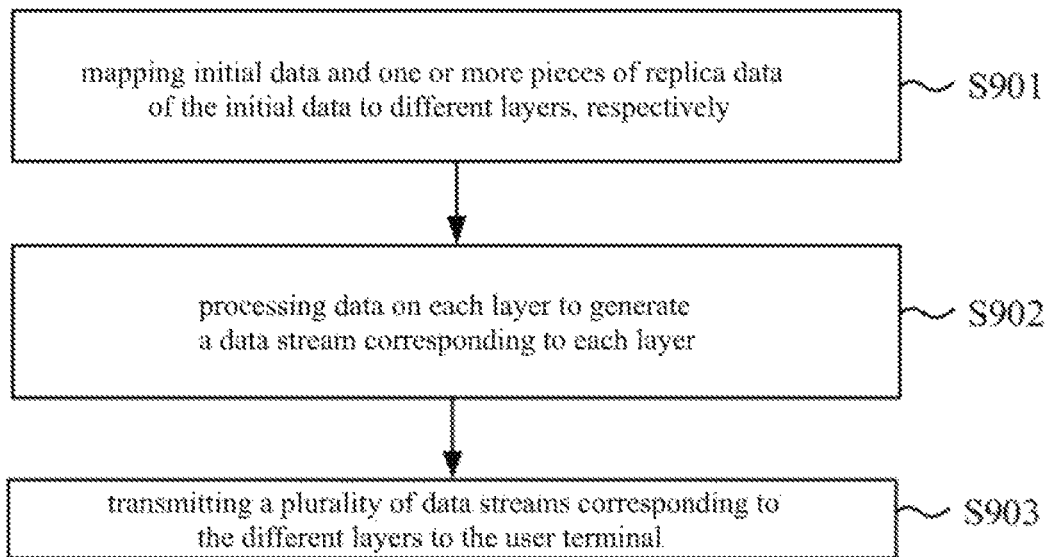 mapping initial data and one or more pieces of replica data
of the initial data to different layers, respectively
S901
processing data on each layer to generate
a data stream corresponding to each layer
S902
transmitting a plurality of data streams corresponding to
the different layers to the user terminal
S903